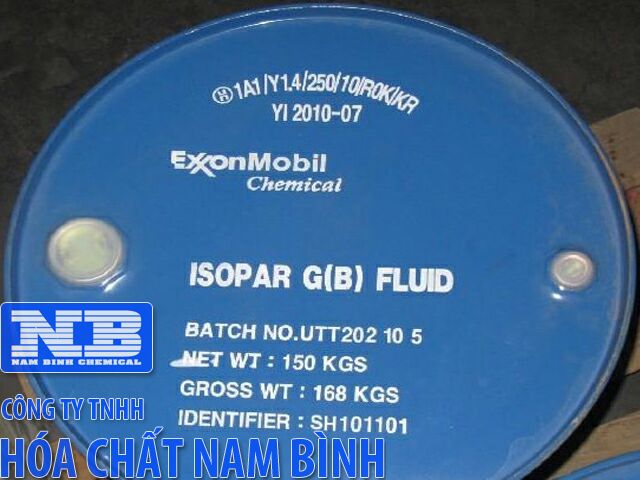 1A1/Y1.4/250/10/ROK/KR
YI 2010-07
ExxonMobil
Chemical
ISOPAR G(B) FLUID
BATCH NO.UTT202 10 5
NET WT : 150 KGS
GROSS WT : 168 KGS
IDENTIFIER : SH101101
NB
NAM BINH CHEMICAL
CÔNG TY TNHH
HÓA CHẤT NAM BÌNH